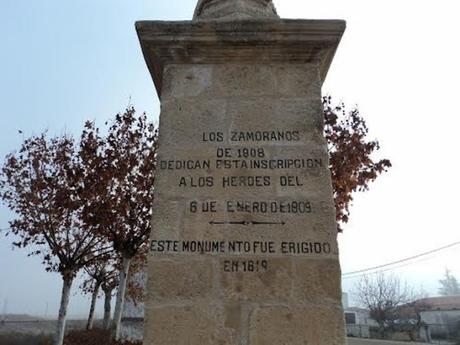 LOS ZAMORANOS
DE 1908
DEDICAN ESTA INSCRIPCIÓN
A LOS HEROES DEL
6 DE ENERO DE 1809.
ESTE MONUMENTO FUE ERIGIDO
EN 1819